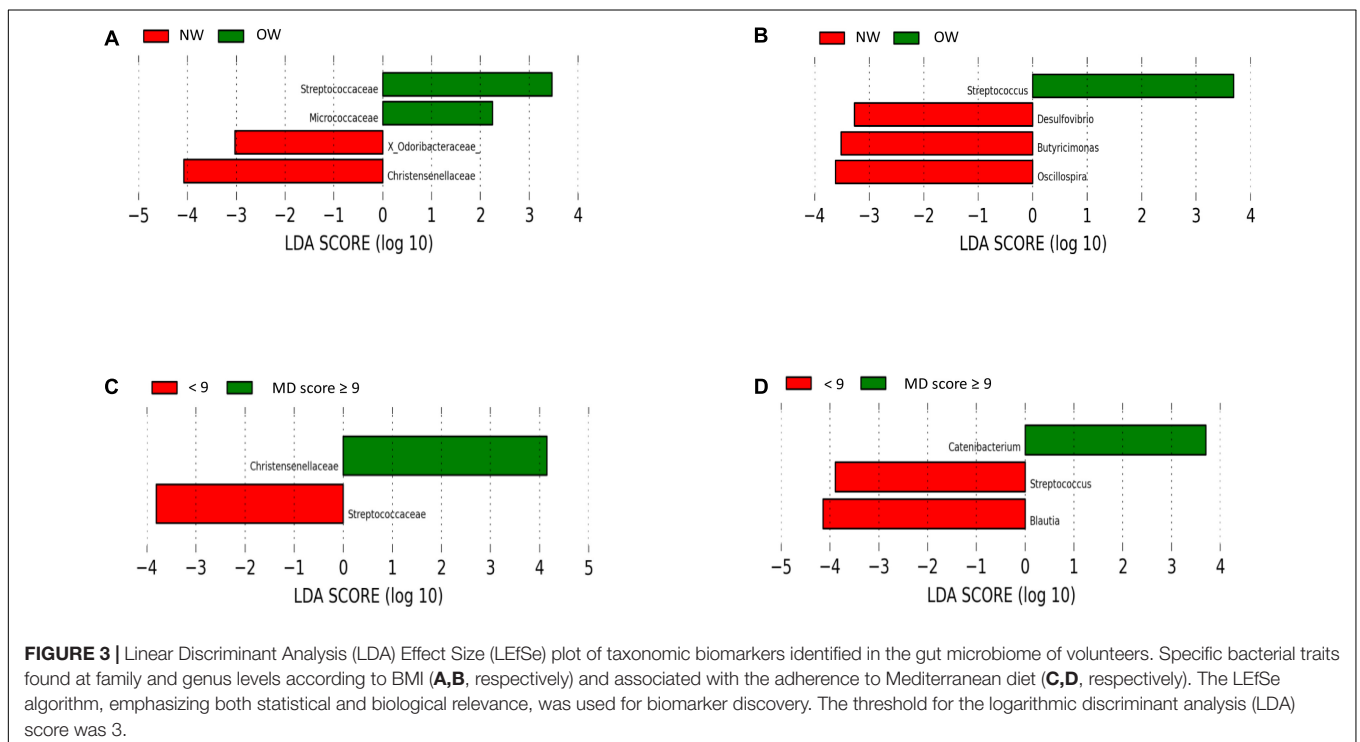 A NW OW
Streptococcaceae
Micrococcaceae
X_Odoribacteraceae_
Christensenellaceae
−5 −4 −3 −2 −1 0 1 2 3 4
LDA SCORE (log 10)
B NW OW
Streptococcus
Desulfovibrio
Butyricimonas
Oscillospira
−4 −3 −2 −1 0 1 2 3 4
LDA SCORE (log 10)
C < 9 MD score ≥ 9
Christensenellaceae
Streptococcaceae
−4 −3 −2 −1 0 1 2 3 4 5
LDA SCORE (log 10)
D < 9 MD score ≥ 9
Catenibacterium
Streptococcus
Blautia
−5 −4 −3 −2 −1 0 1 2 3 4
LDA SCORE (log 10)
FIGURE 3 | Linear Discriminant Analysis (LDA) Effect Size (LEfSe) plot of taxonomic biomarkers identified in the gut microbiome of volunteers. Specific bacterial traits
found at family and genus levels according to BMI (A,B, respectively) and associated with the adherence to Mediterranean diet (C,D, respectively). The LEfSe
algorithm, emphasizing both statistical and biological relevance, was used for biomarker discovery. The threshold for the logarithmic discriminant analysis (LDA)
score was 3.